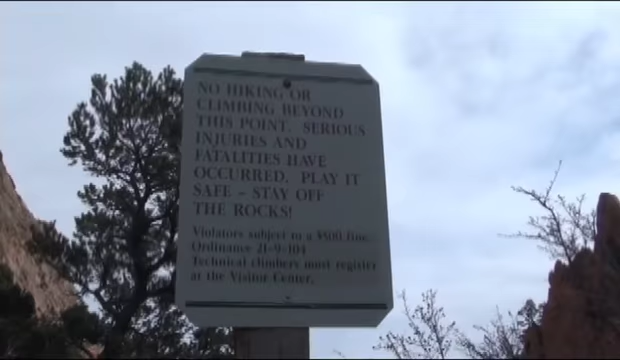 NO HIKING OR
CLIMBING BEYOND
THIS POINT. SERIOUS
INJURIES AND
FATALITIES HAVE
OCCURRED. PLAY IT
SAFE – STAY OFF
THE ROCKS!
Violators subject to a $500 fine.
Ordinance 21-9-104
Technical climbers must register
at the Visitor Center.